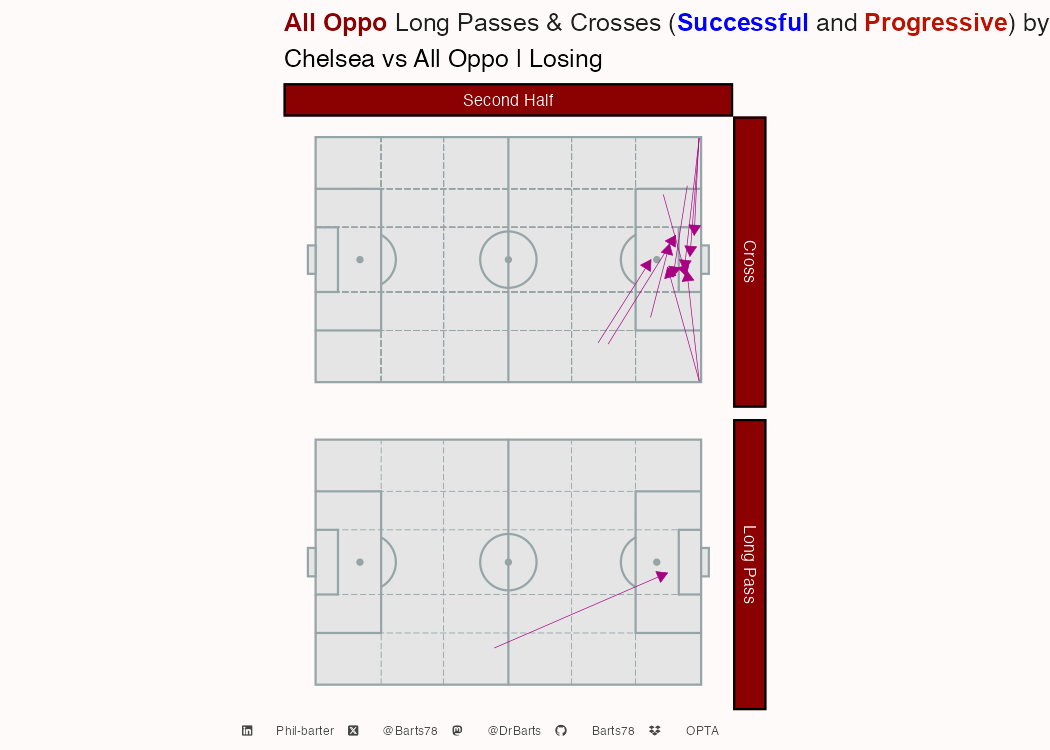 All Oppo Long Passes & Crosses (Successful and Progressive) by
Chelsea vs All Oppo | Losing
Second Half
Cross
Long Pass
Phil-barter @Barts78 @DrBarts Barts78 OPTA